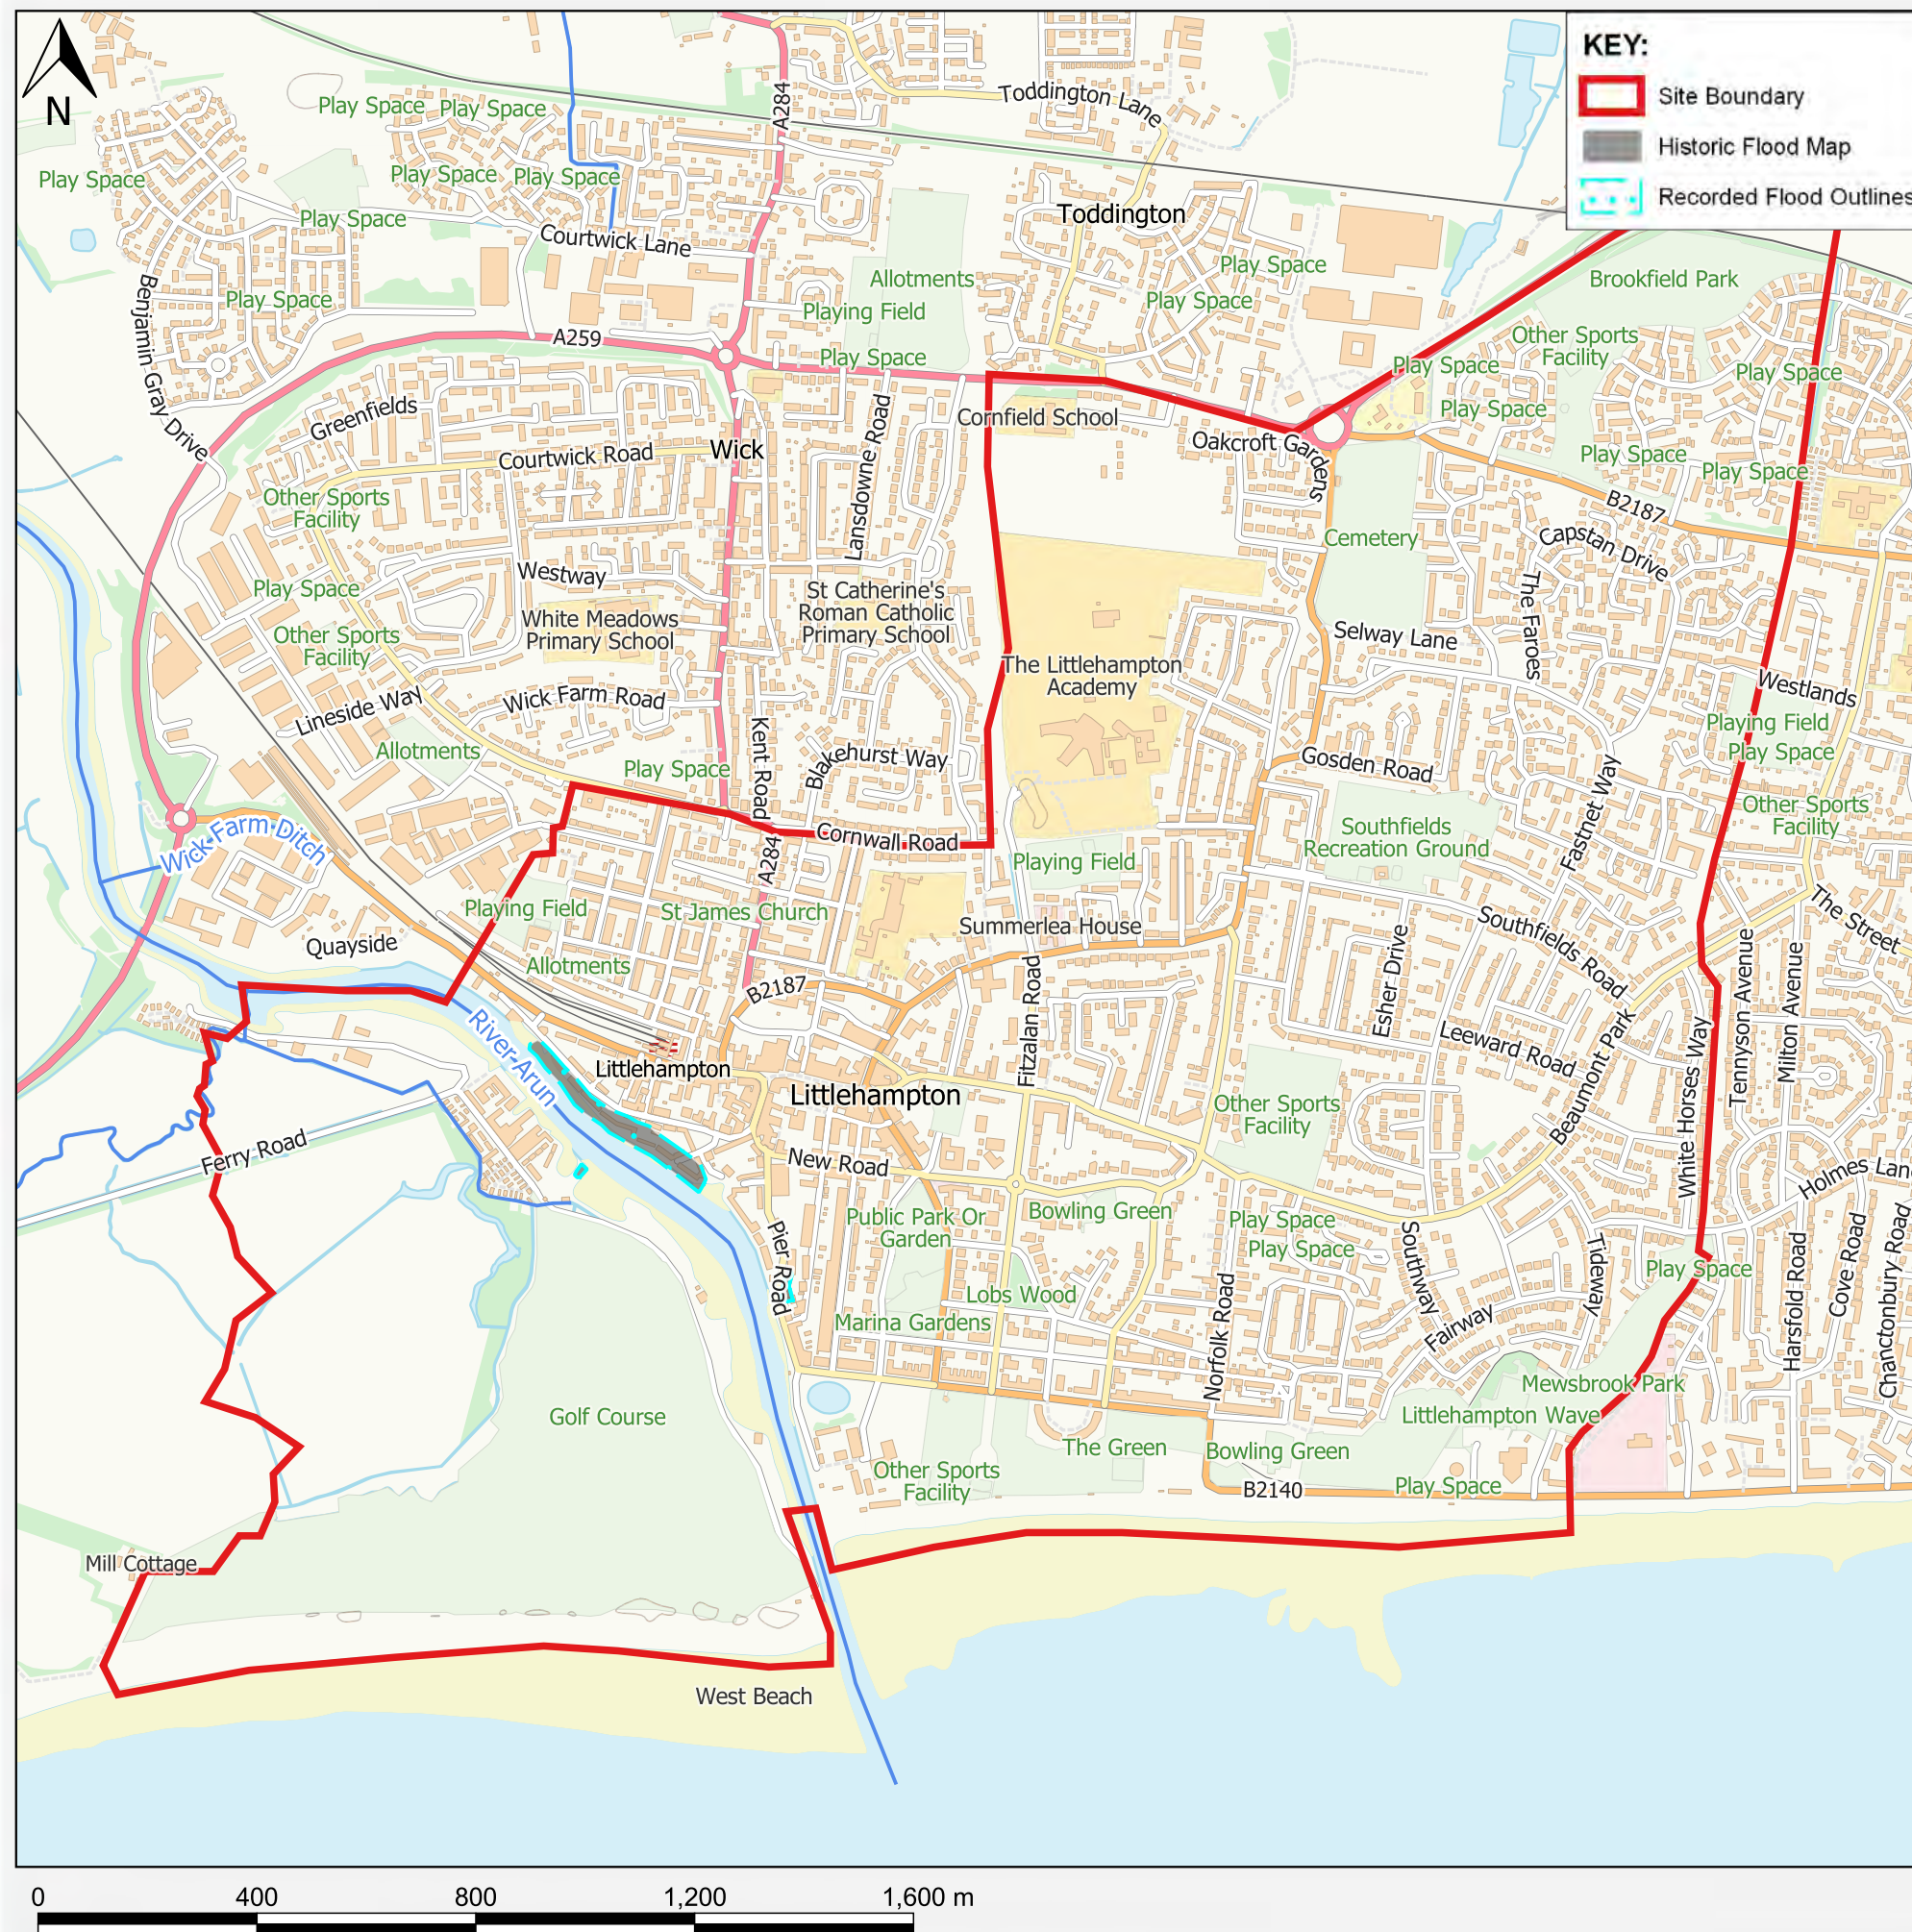 KEY:
Site Boundary
Historic Flood Map
Recorded Flood Outlines
N
A284
Toddington Lane
Play Space
Play Space
Play Space
Play Space
Play Space
Play Space
Courtwick Lane
Toddington
Play Space
Allotments
Play Space
Brookfield Park
Benjamin Gray Drive
Play Space
Playing Field
Play Space
A259
Play Space
Other Sports
Facility
Play Space
Play Space
Greenfields
Lansdowne Road
Cornfield School
Play Space
Courtwick Road
Wick
Oakcroft Gardens
Play Space
Play Space
Other Sports
Facility
B2187
Cemetery
Capstan Drive
Westway
The Faroes
Play Space
St Catherine's
Roman Catholic
Primary School
White Meadows
Primary School
Other Sports
Facility
Selway Lane
The Littlehampton
Academy
Westlands
Wick Farm Road
Lineside Way
Playing Field
Play Space
Allotments
Kent Road
Blakehurst Way
Play Space
Gosden Road
Fastnet Way
Other Sports
Facility
Wick Farm Ditch
Cornwall Road
A284
Southfields
Recreation Ground
Playing Field
Playing Field
St James Church
Summerlea House
The Street
Quayside
Allotments
Southfields Road
Esher Drive
Tennyson Avenue
Milton Avenue
B2187
Fitzalan Road
River Arun
Leeward Road
Beaumont Park
White Horses Way
Littlehampton
Littlehampton
Other Sports
Facility
Ferry Road
New Road
Holmes Lane
Public Park Or
Garden
Bowling Green
Play Space
Play Space
Pier Road
Southway
Tideway
Play Space
Harsfold Road
Cove Road
Chanctonbury Road
Lobs Wood
Marina Gardens
Norfolk Road
Fairway
Mewsbrook Park
Golf Course
Littlehampton Wave
The Green
Bowling Green
Other Sports
Facility
B2140
Play Space
Mill Cottage
West Beach
0 400 800 1,200 1,600 m